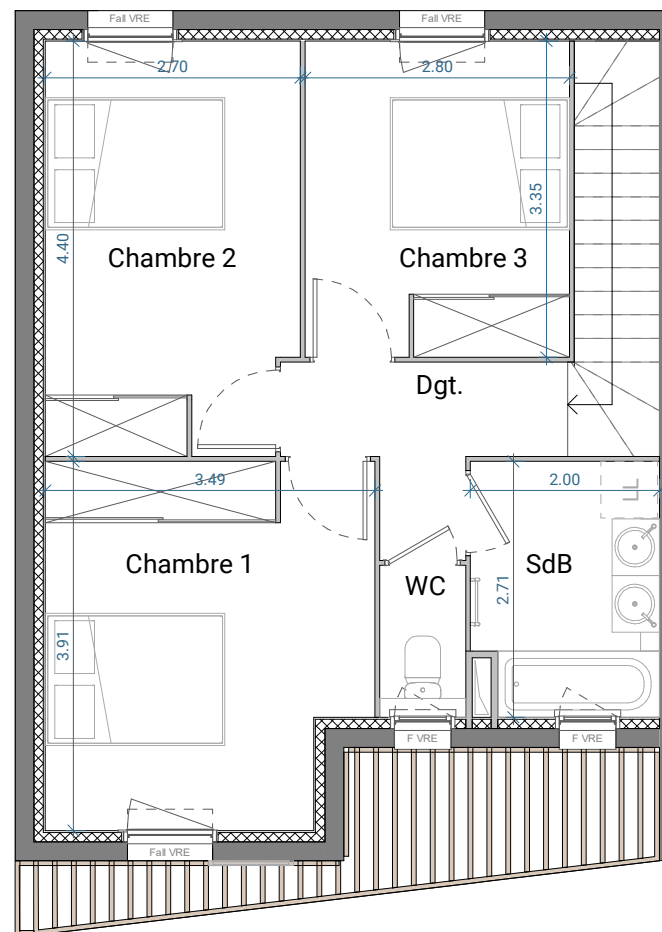 Fall VRE
Fall VRE
2.70
2.80
3.35
4.40
Chambre 2
Chambre 3
Dgt.
3.49
2.00
LL
Chambre 1
WC
SdB
2.71
3.91
F VRE
F VRE
Fall VRE